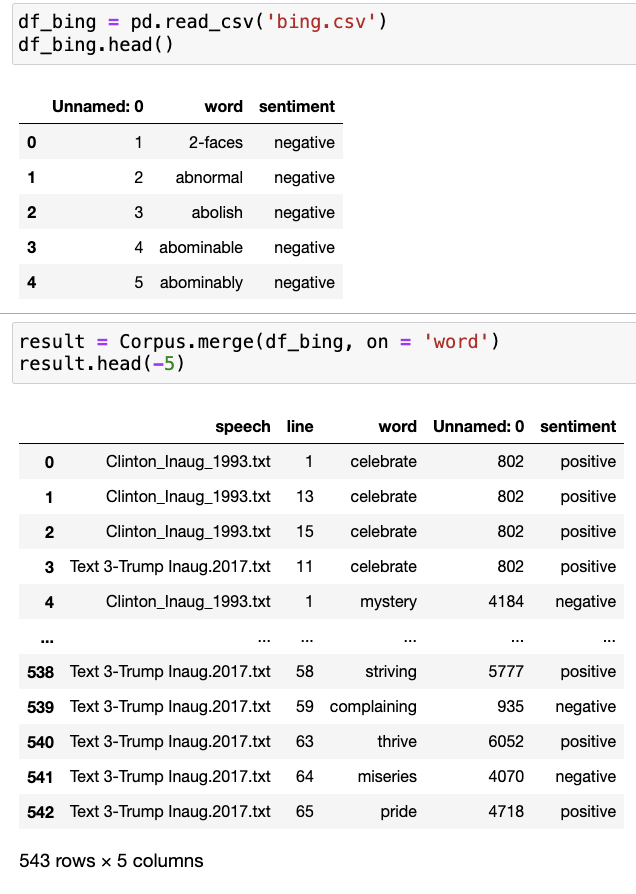 df_bing = pd.read_csv('bing.csv')
df_bing.head()
Unnamed: 0 word sentiment
0 1 2-faces negative
1 2 abnormal negative
2 3 abolish negative
3 4 abominable negative
4 5 abominably negative
result = Corpus.merge(df_bing, on = 'word')
result.head(-5)
speech line word Unnamed: 0 sentiment
0 Clinton_Inaug_1993.txt 1 celebrate 802 positive
1 Clinton_Inaug_1993.txt 13 celebrate 802 positive
2 Clinton_Inaug_1993.txt 15 celebrate 802 positive
3 Text 3-Trump Inaug.2017.txt 11 celebrate 802 positive
4 Clinton_Inaug_1993.txt 1 mystery 4184 negative
... ... ... ... ... ...
538 Text 3-Trump Inaug.2017.txt 58 striving 5777 positive
539 Text 3-Trump Inaug.2017.txt 59 complaining 935 negative
540 Text 3-Trump Inaug.2017.txt 63 thrive 6052 positive
541 Text 3-Trump Inaug.2017.txt 64 miseries 4070 negative
542 Text 3-Trump Inaug.2017.txt 65 pride 4718 positive
543 rows × 5 columns